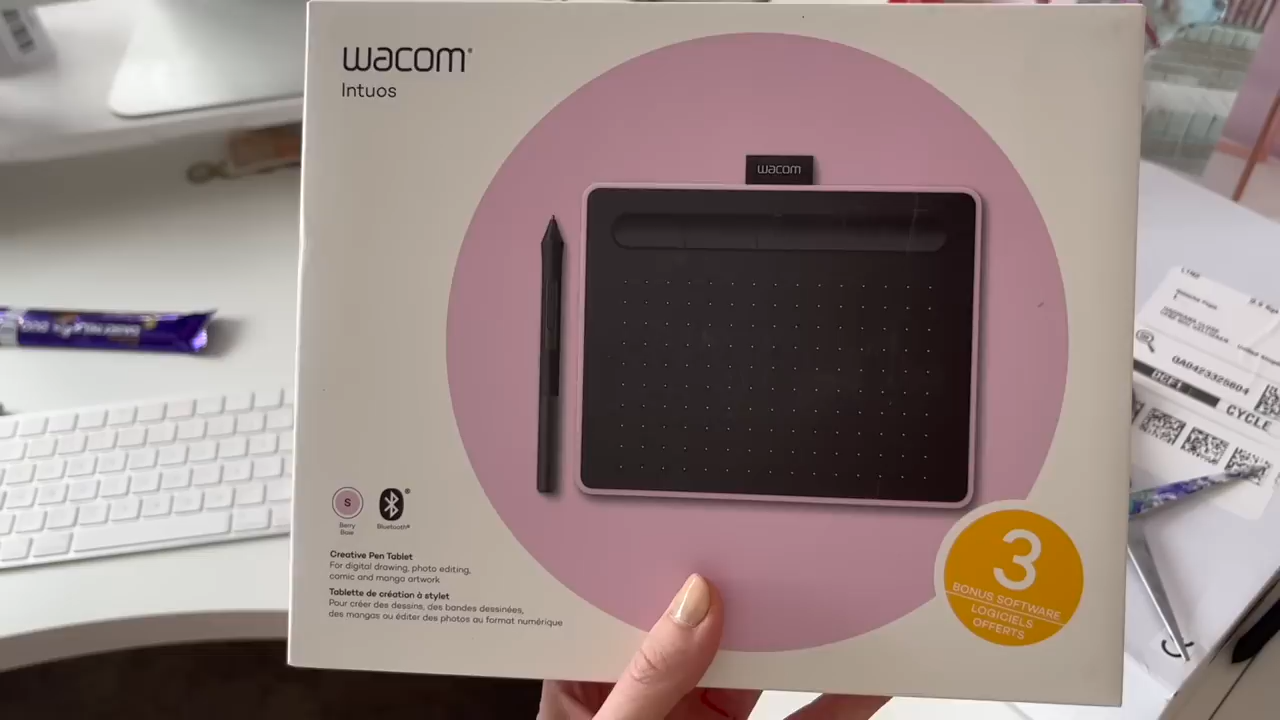 wacom®
Intuos
wacom
S
Berry
Baie
Bluetooth®
Creative Pen Tablet
For digital drawing, photo editing,
comic and manga artwork
Tablette de création à stylet
Pour créer des dessins, des bandes dessinées,
des mangas ou éditer des photos au format numérique
3
BONUS SOFTWARE
LOGICIELS
OFFERTS
CYCLE